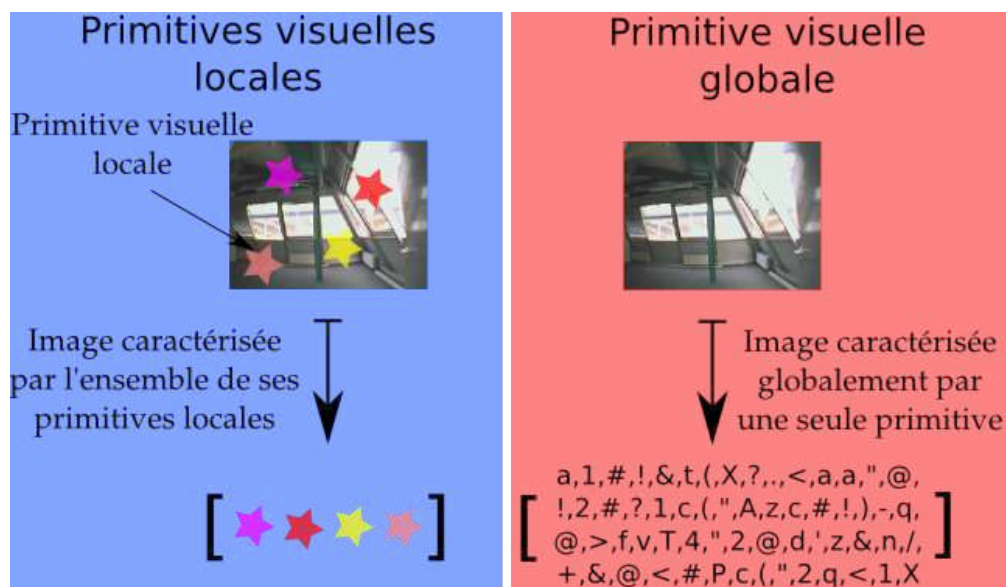 Primitives visuelles
locales
Primitive visuelle
locale
Image caractérisée
par l'ensemble de ses
primitives locales
[ ]
Primitive visuelle
globale
Image caractérisée
globalement par
une seule primitive
[ a,1,#,!,&,t,(,X,?,.,<,a,a,",@,
!,2,#,?,1,c,(,",A,z,c,#,!,),-,q,
@,>,f,v,T,4,",2,@,d,',z,&,n,/,
+,&,@,<,#,P,c,(,",2,q,<,1,X ]